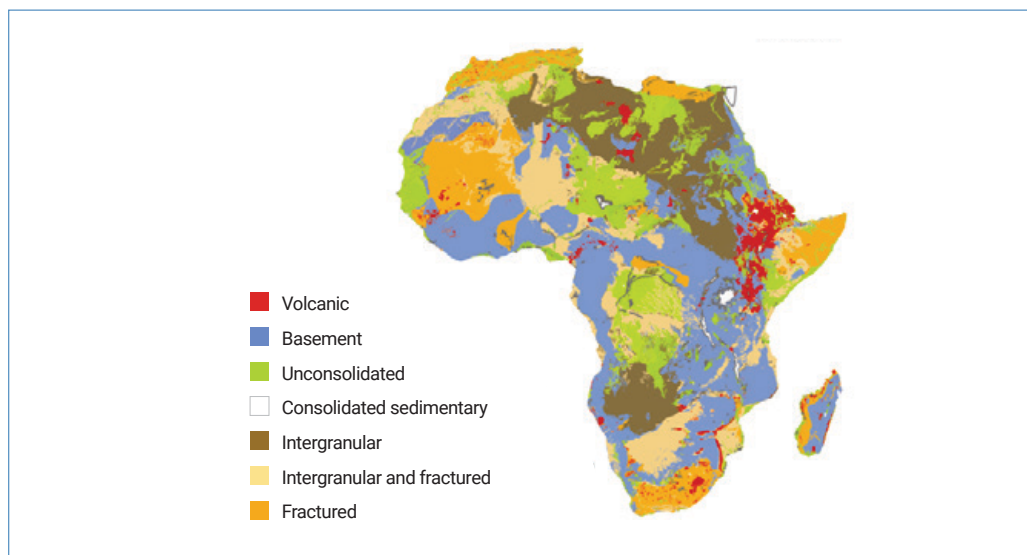 Volcanic
Basement
Unconsolidated
Consolidated sedimentary
Intergranular
Intergranular and fractured
Fractured